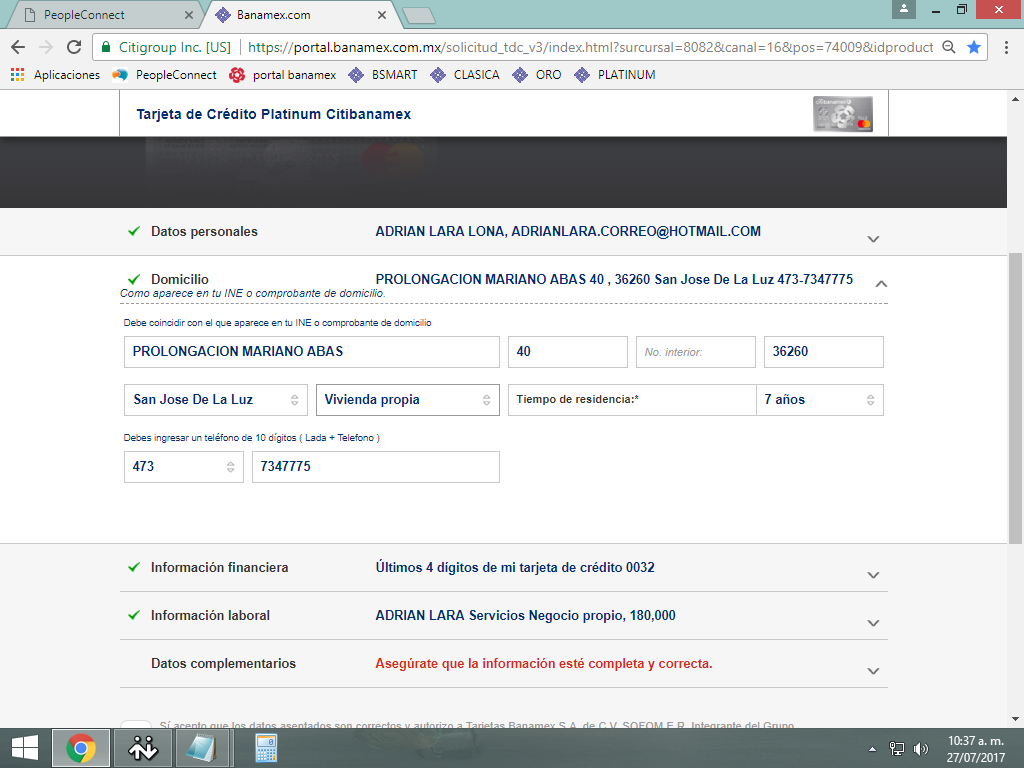 PeopleConnect
Banamex.com
Citigroup Inc. [US] https://portal.banamex.com.mx/solicitud_tdc_v3/index.html?surcursal=8082&canal=16&pos=74009&idproduct
Aplicaciones PeopleConnect portal banamex BSMART CLASICA ORO PLATINUM
Tarjeta de Crédito Platinum Citibanamex
Datos personales ADRIAN LARA LONA, ADRIANLARA.CORREO@HOTMAIL.COM
Domicilio PROLONGACION MARIANO ABAS 40 , 36260 San Jose De La Luz 473-7347775
Como aparece en tu INE o comprobante de domicilio.
Debe coincidir con el que aparece en tu INE o comprobante de domicilio
PROLONGACION MARIANO ABAS 40 No. interior: 36260
San Jose De La Luz Vivienda propia Tiempo de residencia:* 7 años
Debes ingresar un teléfono de 10 dígitos ( Lada + Telefono )
473 7347775
Información financiera Últimos 4 dígitos de mi tarjeta de crédito 0032
Información laboral ADRIAN LARA Servicios Negocio propio, 180,000
Datos complementarios Asegúrate que la información esté completa y correcta.
Sí acepto que los datos asentados son correctos y autorizo a Tarjetas Banamex S.A. de C.V. SOFOM E.R. Integrante del Grupo
10:37 a. m.
27/07/2017